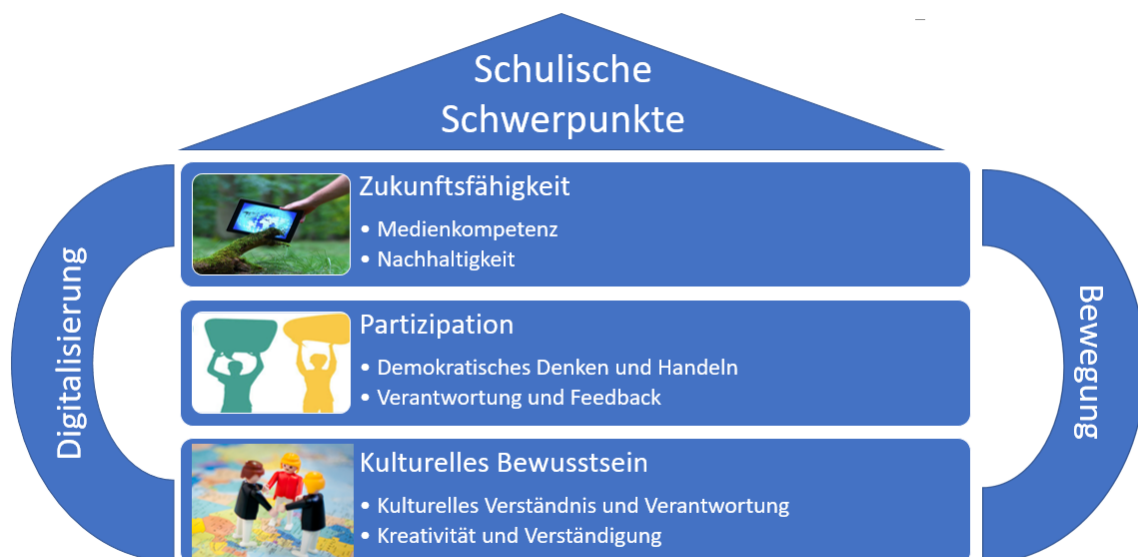 Schulische
Schwerpunkte
Digitalisierung
Zukunftsfähigkeit
• Medienkompetenz
• Nachhaltigkeit
Partizipation
• Demokratisches Denken und Handeln
• Verantwortung und Feedback
Kulturelles Bewusstsein
• Kulturelles Verständnis und Verantwortung
• Kreativität und Verständigung
Bewegung